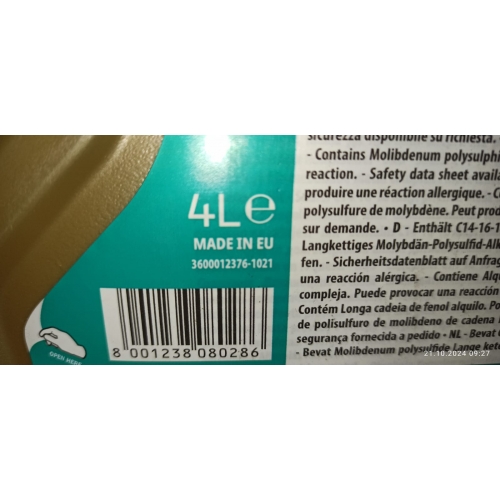 4L℮
MADE IN EU
3600012376-1021
8 001238 080286
OPEN HERE
sicurezza disponibile su richiesta.
- Contains Molibdenum polysulphi
reaction. - Safety data sheet availa
produire une réaction allergique. - C
polysulfure de molybdène. Peut prod
sur demande. • D - Enthält C14-16-1
Langkettiges Molybdän-Polysulfid-Alk
fen. - Sicherheitsdatenblatt auf Anfrag
una reacción alérgica. - Contiene Alqu
compleja. Puede provocar una reacción
Contém Longa cadeia de fenol alquilo. Po
de polisulfuro de molibdeno de cadena
segurança fornecida a pedido • NL - Bevat
- Bevat Molibdenum polysulfide Lange kete
21.10.2024 09:27